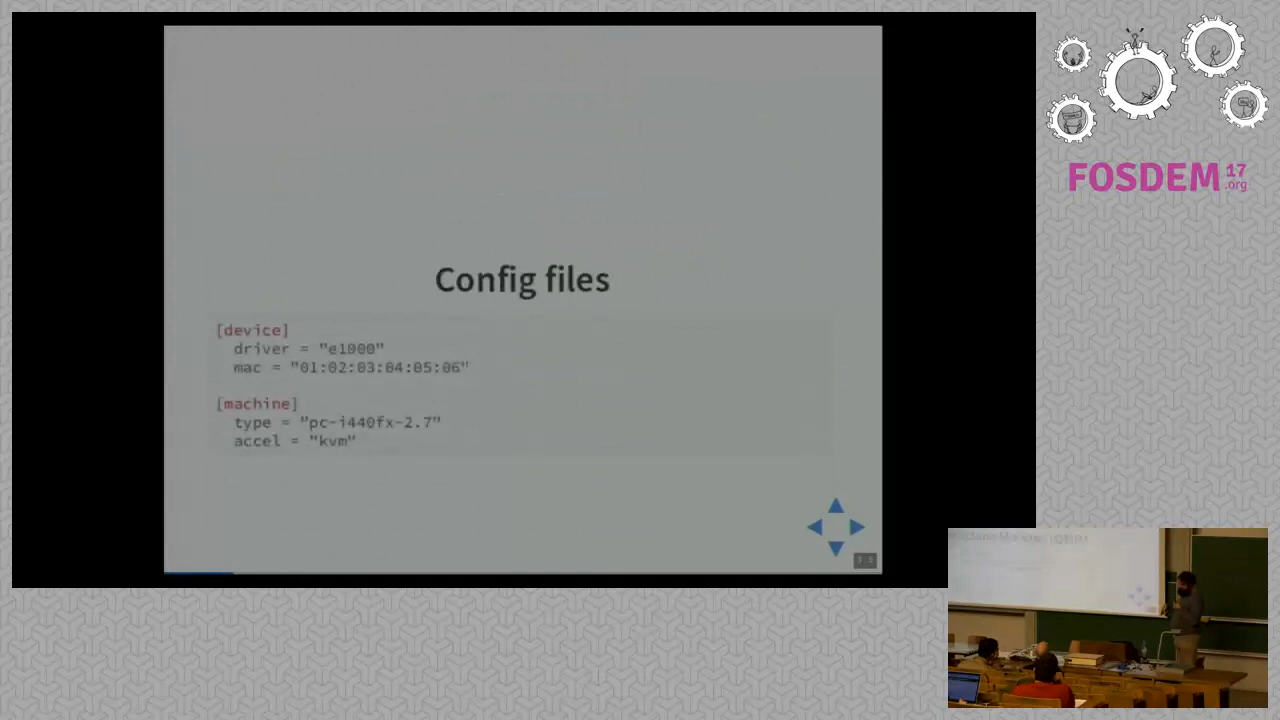 Config files
[device]
driver = "e1000"
mac = "01:02:03:04:05:06"
[machine]
type = "pc-i440fx-2.7"
accel = "kvm"
FOSDEM 17
.org